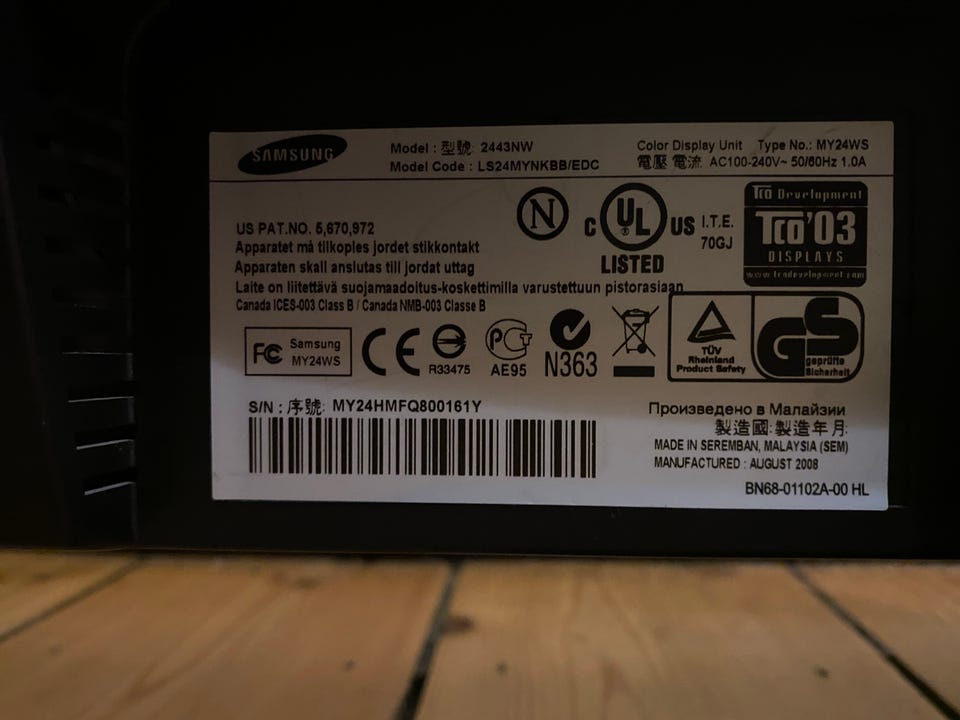 SAMSUNG
Model : 型號: 2443NW
Model Code : LS24MYNKBB/EDC
Color Display Unit Type No.: MY24WS
電壓 電流: AC100-240V~ 50/60Hz 1.0A
US PAT.NO. 5,670,972
Apparatet må tilkoples jordet stikkontakt
Apparaten skall anslutas till jordat uttag
Laite on liitettävä suojamaadoitus-koskettimilla varustettuun pistorasiaan
Canada ICES-003 Class B / Canada NMB-003 Classe B
N
C UL US
LISTED
I.T.E.
70GJ
TCO Development
TCO'03
DISPLAYS
www.tcodevelopment.com
FC Samsung
MY24WS
CE
R33475
PCT
AE95
N363
TÜV
Rheinland
Product Safety
GS
geprüfte
Sicherheit
S/N : 序號: MY24HMFQ800161Y
Произведено в Малайзии
製造國: 製造年月:
MADE IN SEREMBAN, MALAYSIA (SEM)
MANUFACTURED : AUGUST 2008
BN68-01102A-00 HL